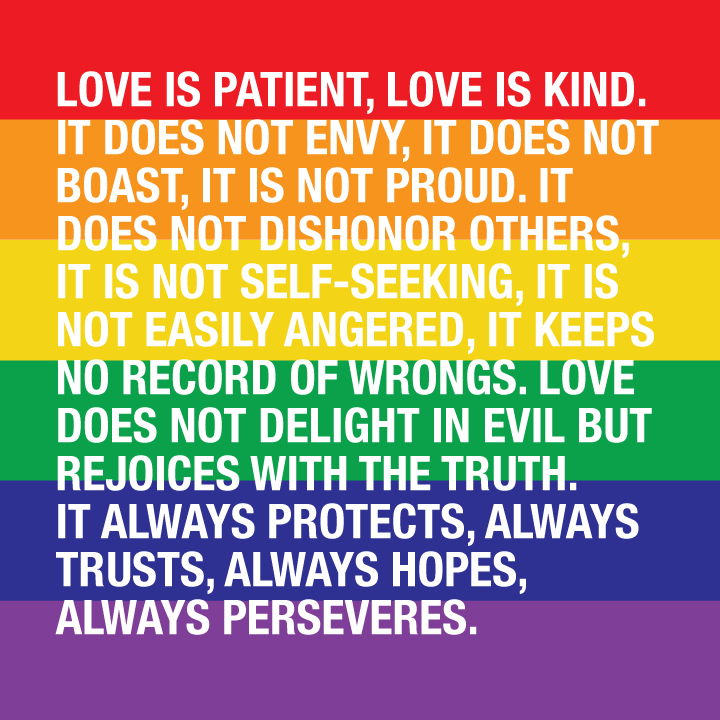 LOVE IS PATIENT, LOVE IS KIND.
IT DOES NOT ENVY, IT DOES NOT
BOAST, IT IS NOT PROUD. IT
DOES NOT DISHONOR OTHERS,
IT IS NOT SELF-SEEKING, IT IS
NOT EASILY ANGERED, IT KEEPS
NO RECORD OF WRONGS. LOVE
DOES NOT DELIGHT IN EVIL BUT
REJOICES WITH THE TRUTH.
IT ALWAYS PROTECTS, ALWAYS
TRUSTS, ALWAYS HOPES,
ALWAYS PERSEVERES.